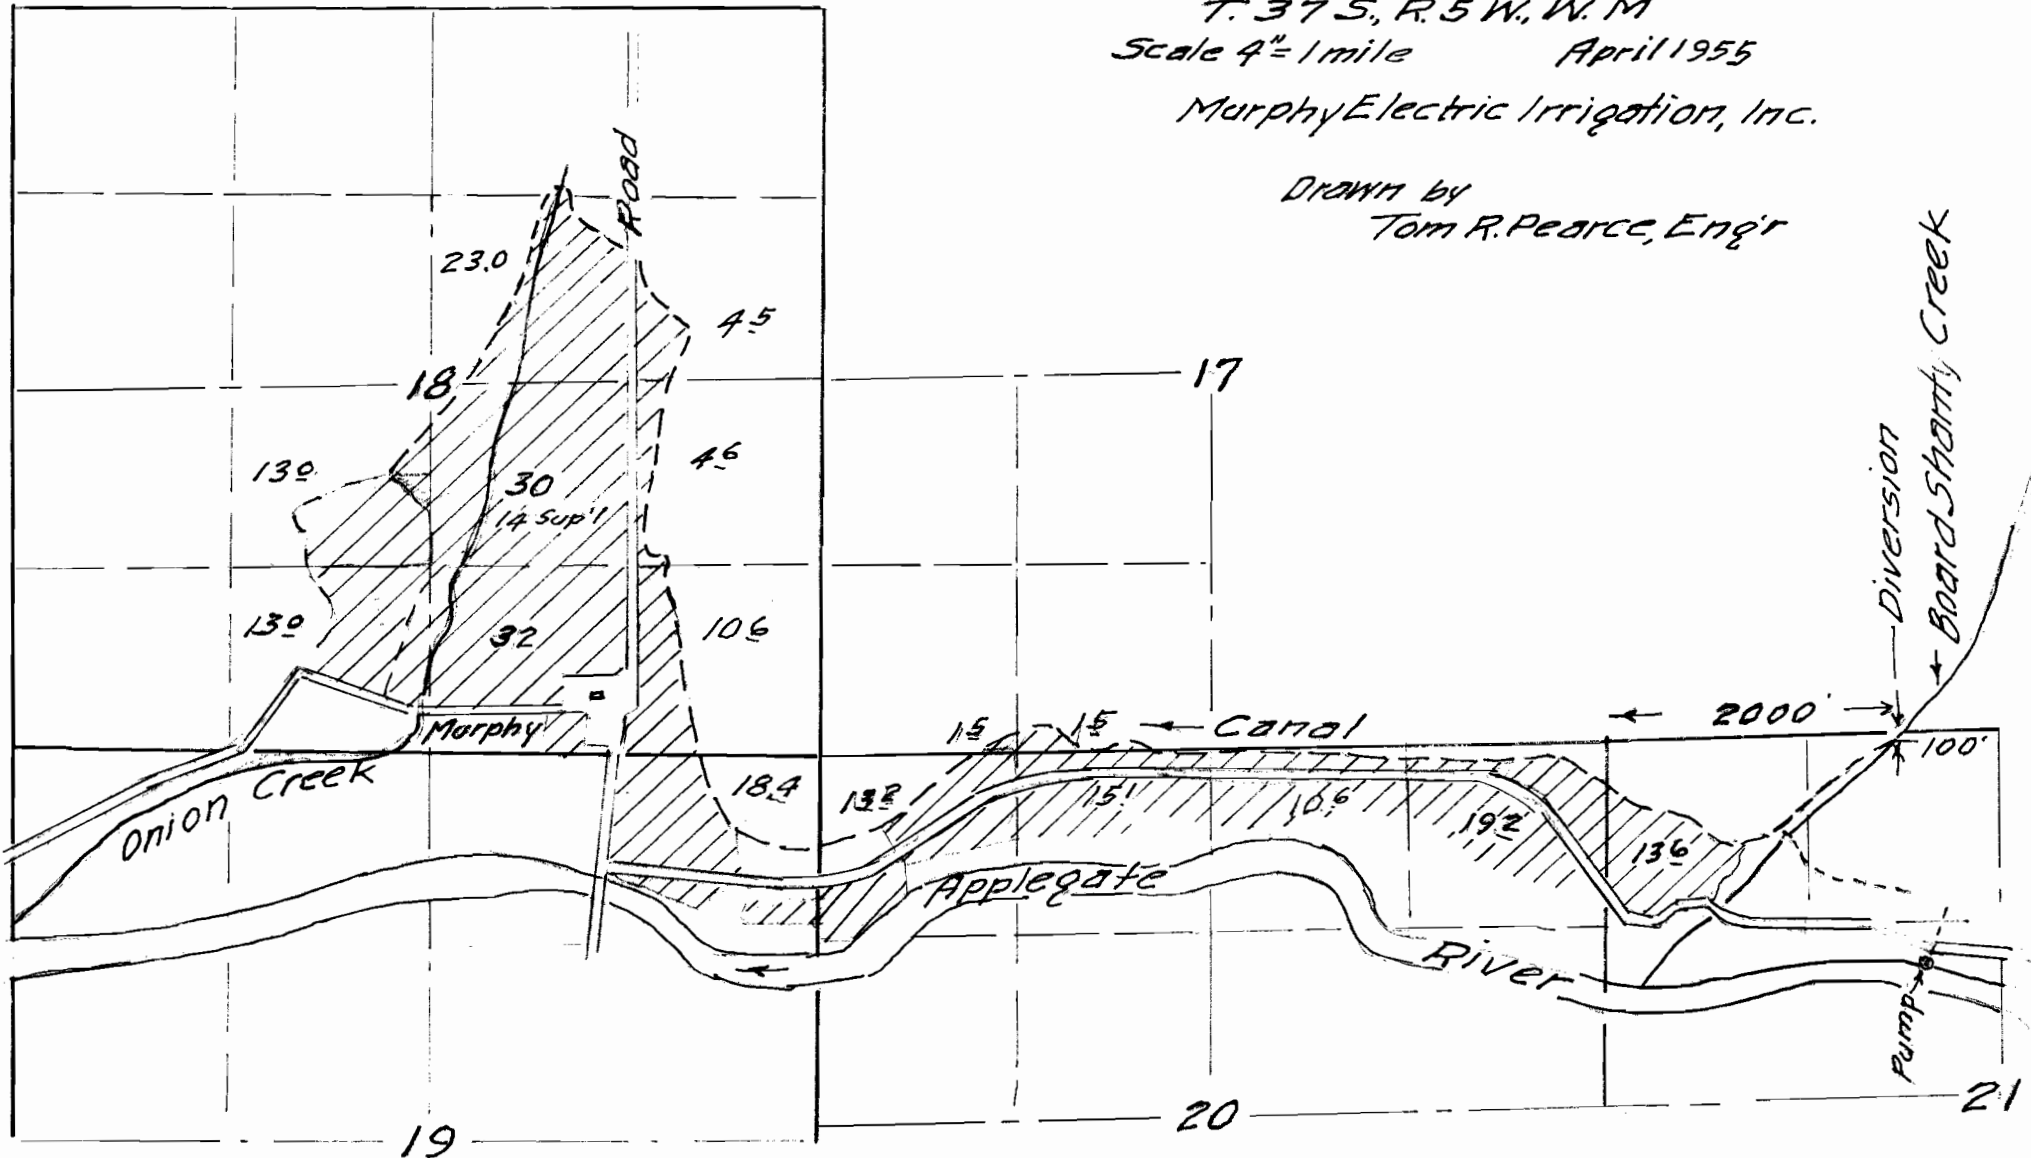 T. 37 S., R. 5 W., W. M
Scale 4"= 1 mile April 1955
Murphy Electric Irrigation, Inc.
Drawn by
Tom R. Pearce, Eng'r
Road
23.0
4.5
18
17
4.6
13.0
30
14 Sup'l
13.0
32
10.6
Diversion
Board Shanty Creek
Murphy
1.5
1.5
Canal
2000'
100'
Onion Creek
18.4
13.2
15.1
10.6
19.2
13.6
Applegate
River
Pump
19
20
21